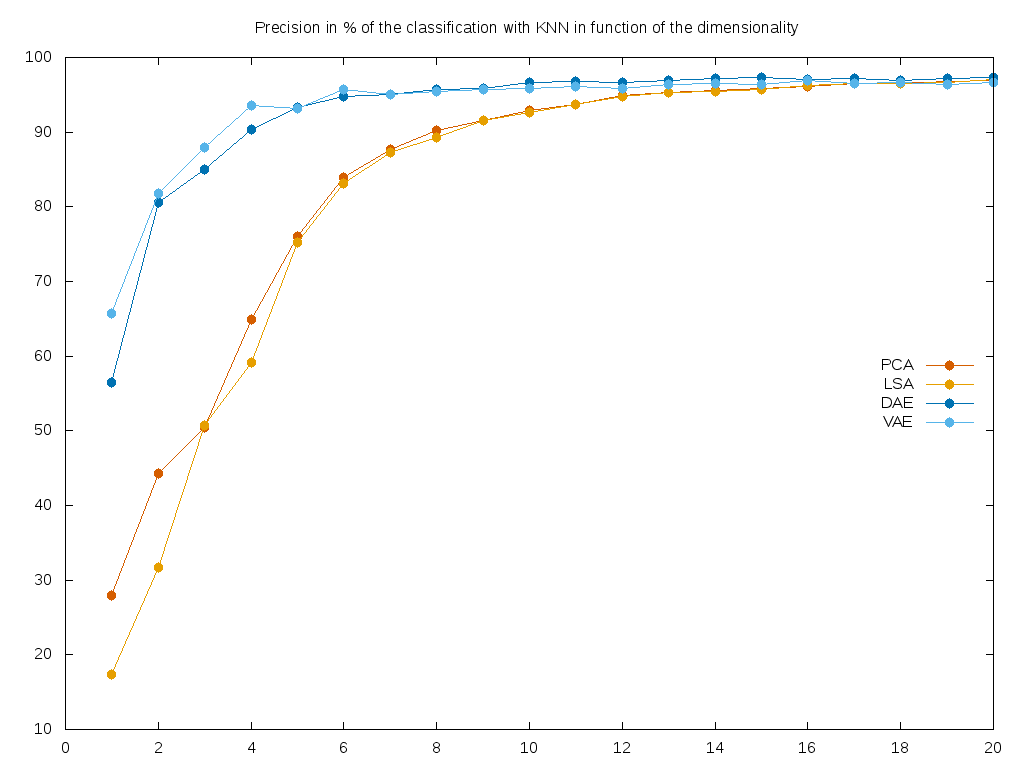 Precision in % of the classification with KNN in function of the dimensionality
100
90
80
70
60
50
40
30
20
10
PCA
LSA
DAE
VAE
0 2 4 6 8 10 12 14 16 18 20